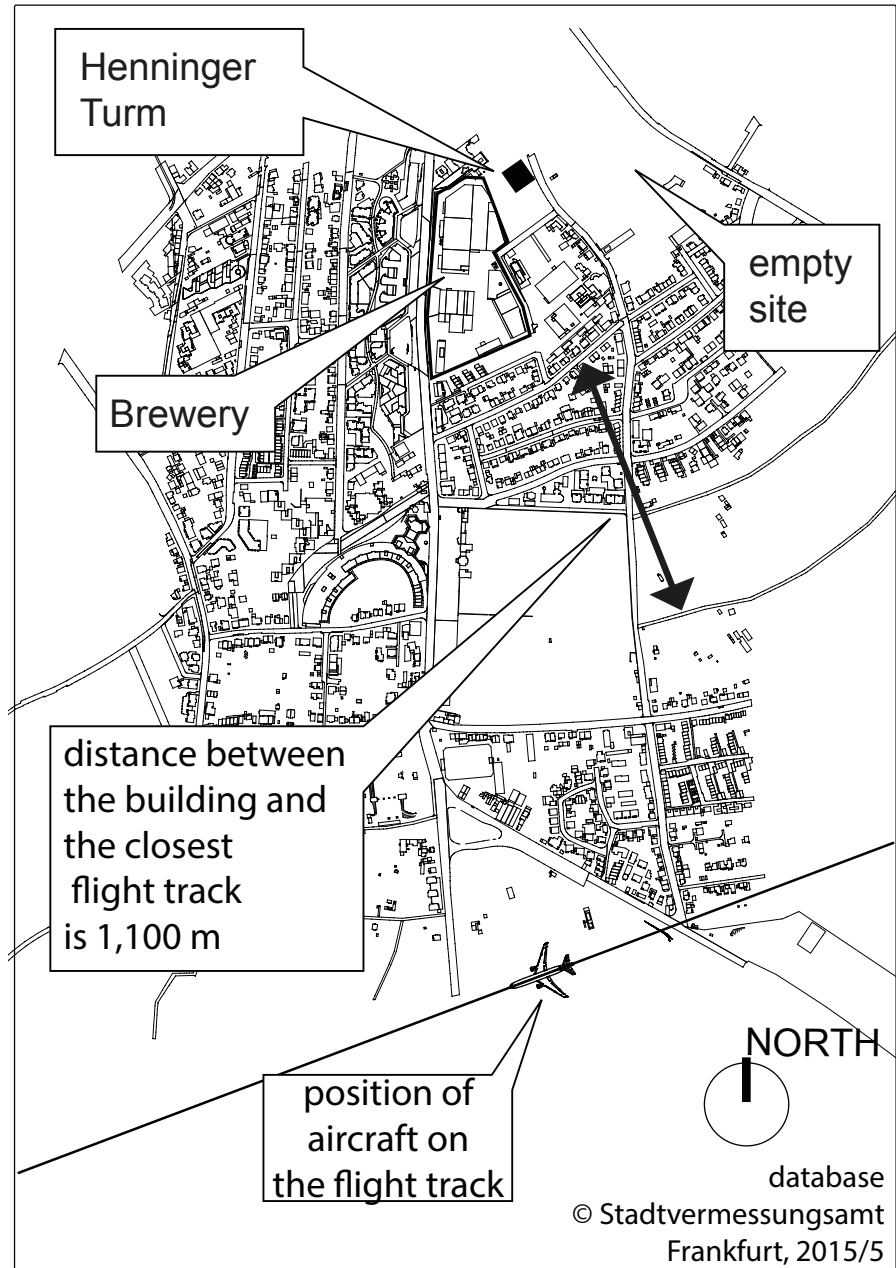 Henninger
Turm
empty
site
Brewery
distance between
the building and
the closest
flight track
is 1,100 m
NORTH
position of
aircraft on
the flight track
database
© Stadtvermessungsamt
Frankfurt, 2015/5